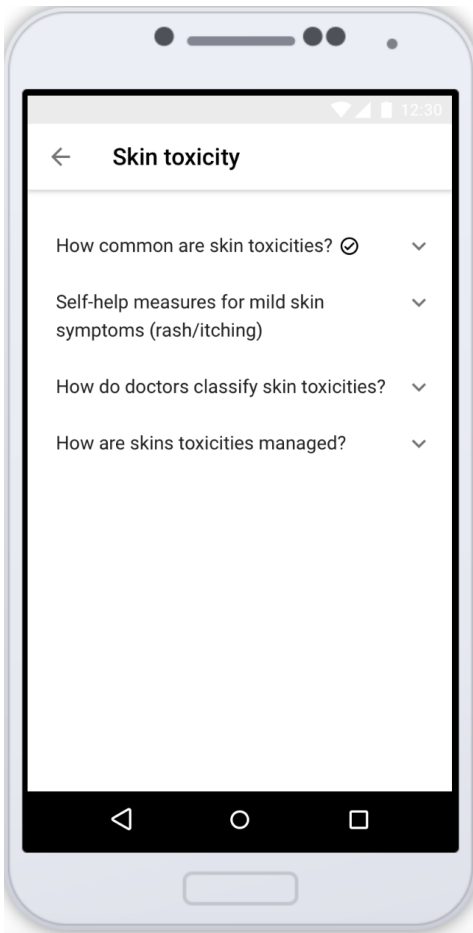 12:30
Skin toxicity
How common are skin toxicities?
Self-help measures for mild skin
symptoms (rash/itching)
How do doctors classify skin toxicities?
How are skins toxicities managed?